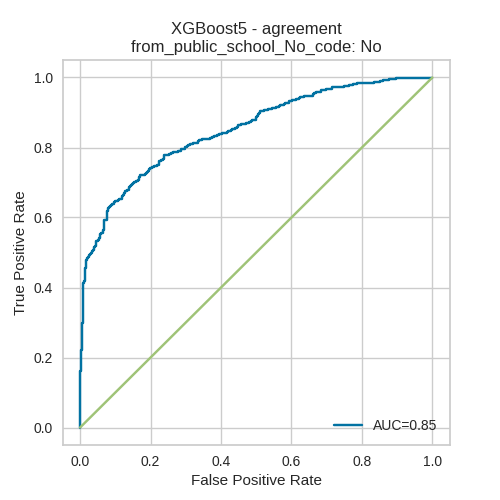 XGBoost5 - agreement
from_public_school_No_code: No
1.0
0.8
0.6
0.4
0.2
0.0
True Positive Rate
AUC=0.85
0.0 0.2 0.4 0.6 0.8 1.0
False Positive Rate